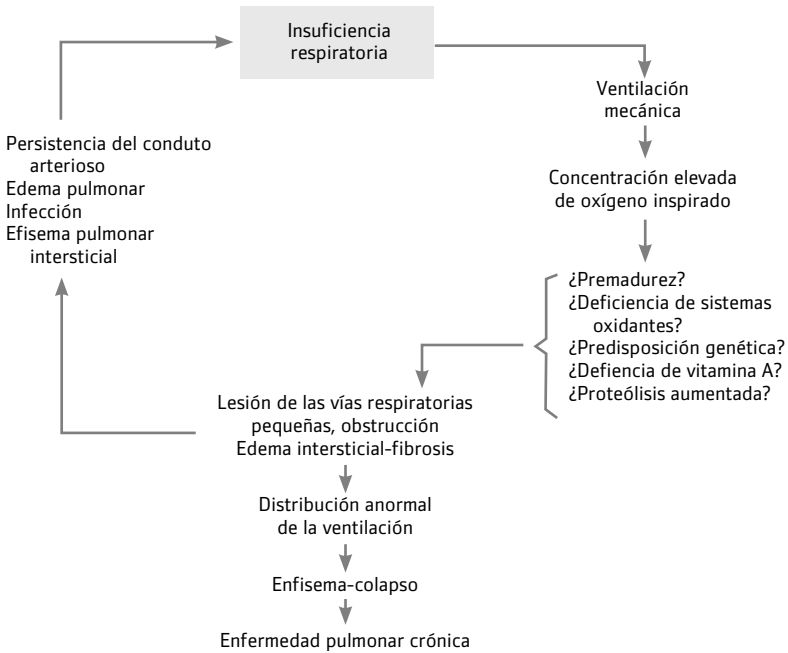 Insuficiencia
respiratoria
Ventilación
mecánica
Concentración elevada
de oxígeno inspirado
¿Premadurez?
¿Deficiencia de sistemas
oxidantes?
¿Predisposición genética?
¿Defiencia de vitamina A?
¿Proteólisis aumentada?
Lesión de las vías respiratorias
pequeñas, obstrucción
Edema intersticial-fibrosis
Persistencia del conduto
arterioso
Edema pulmonar
Infección
Efisema pulmonar
intersticial
Distribución anormal
de la ventilación
Enfisema-colapso
Enfermedad pulmonar crónica